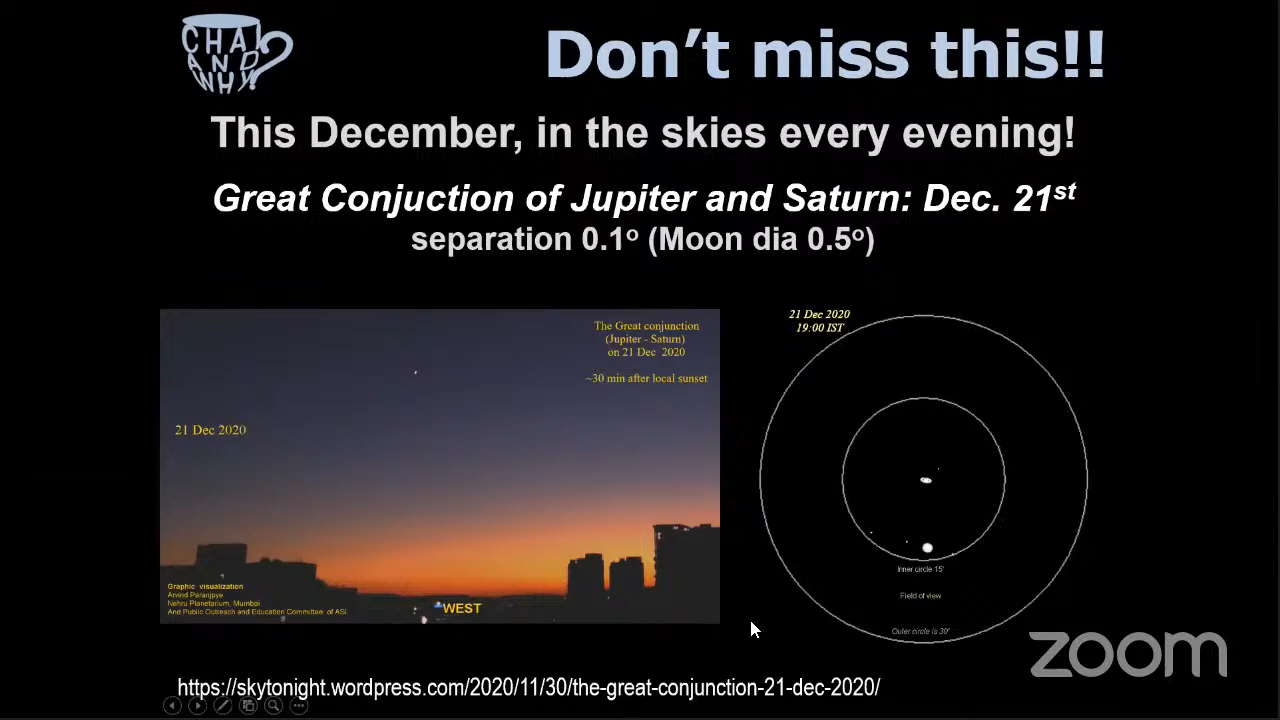 CHAI
AND
WHY?
Don’t miss this!!
This December, in the skies every evening!
Great Conjuction of Jupiter and Saturn: Dec. 21st
separation 0.1o (Moon dia 0.5o)
The Great conjunction
(Jupiter - Saturn)
on 21 Dec 2020
~30 min after local sunset
21 Dec 2020
Graphic visualization
Arvind Paranjpye
Nehru Planetarium, Mumbai
And Public Outreach and Education Committee of ASI
WEST
21 Dec 2020
19:00 IST
Inner circle 15'
Field of view
Outer circle is 30'
zoom
https://skytonight.wordpress.com/2020/11/30/the-great-conjunction-21-dec-2020/